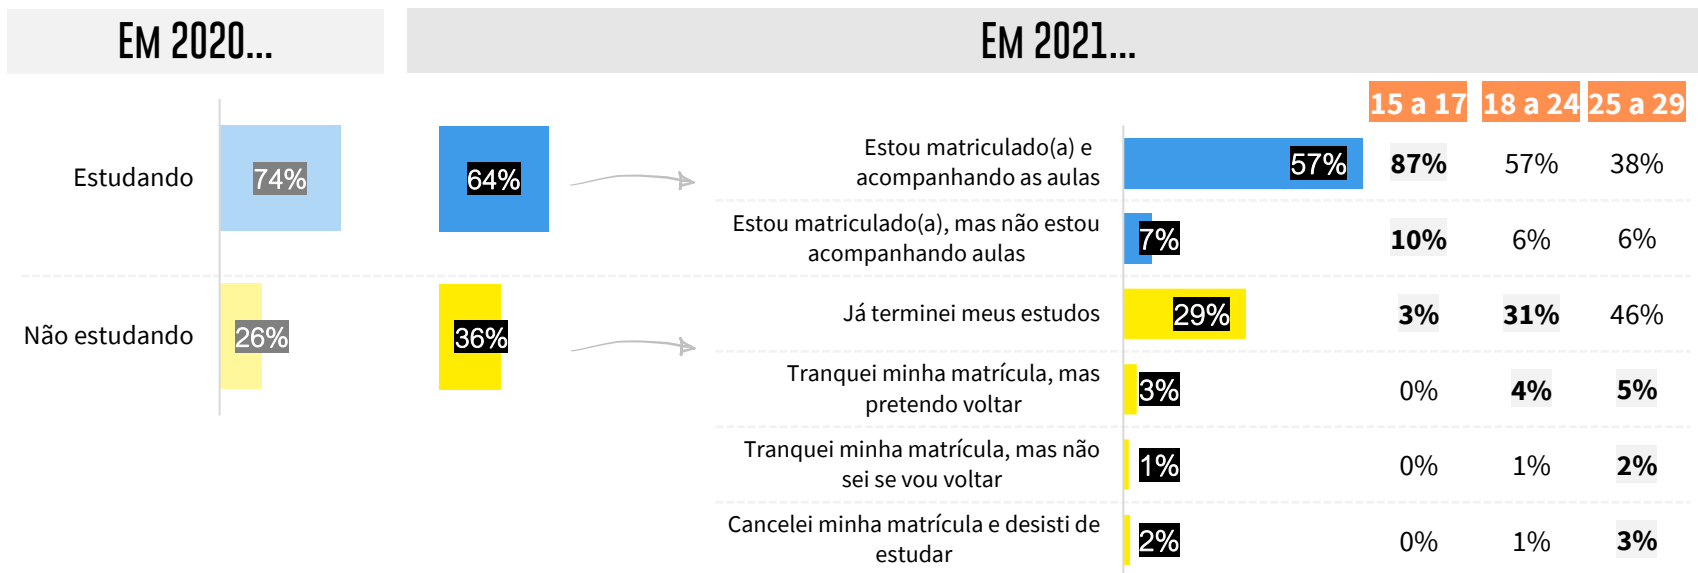 EM 2020...
EM 2021...
15 a 17 18 a 24 25 a 29
Estudando 74% 64%
Estou matriculado(a) e
acompanhando as aulas
57% 87% 57% 38%
Estou matriculado(a), mas não estou
acompanhando aulas
7% 10% 6% 6%
Não estudando 26% 36%
Já terminei meus estudos 29% 3% 31% 46%
Tranquei minha matrícula, mas
pretendo voltar
3% 0% 4% 5%
Tranquei minha matrícula, mas não
sei se vou voltar
1% 0% 1% 2%
Cancelei minha matrícula e desisti de
estudar
2% 0% 1% 3%